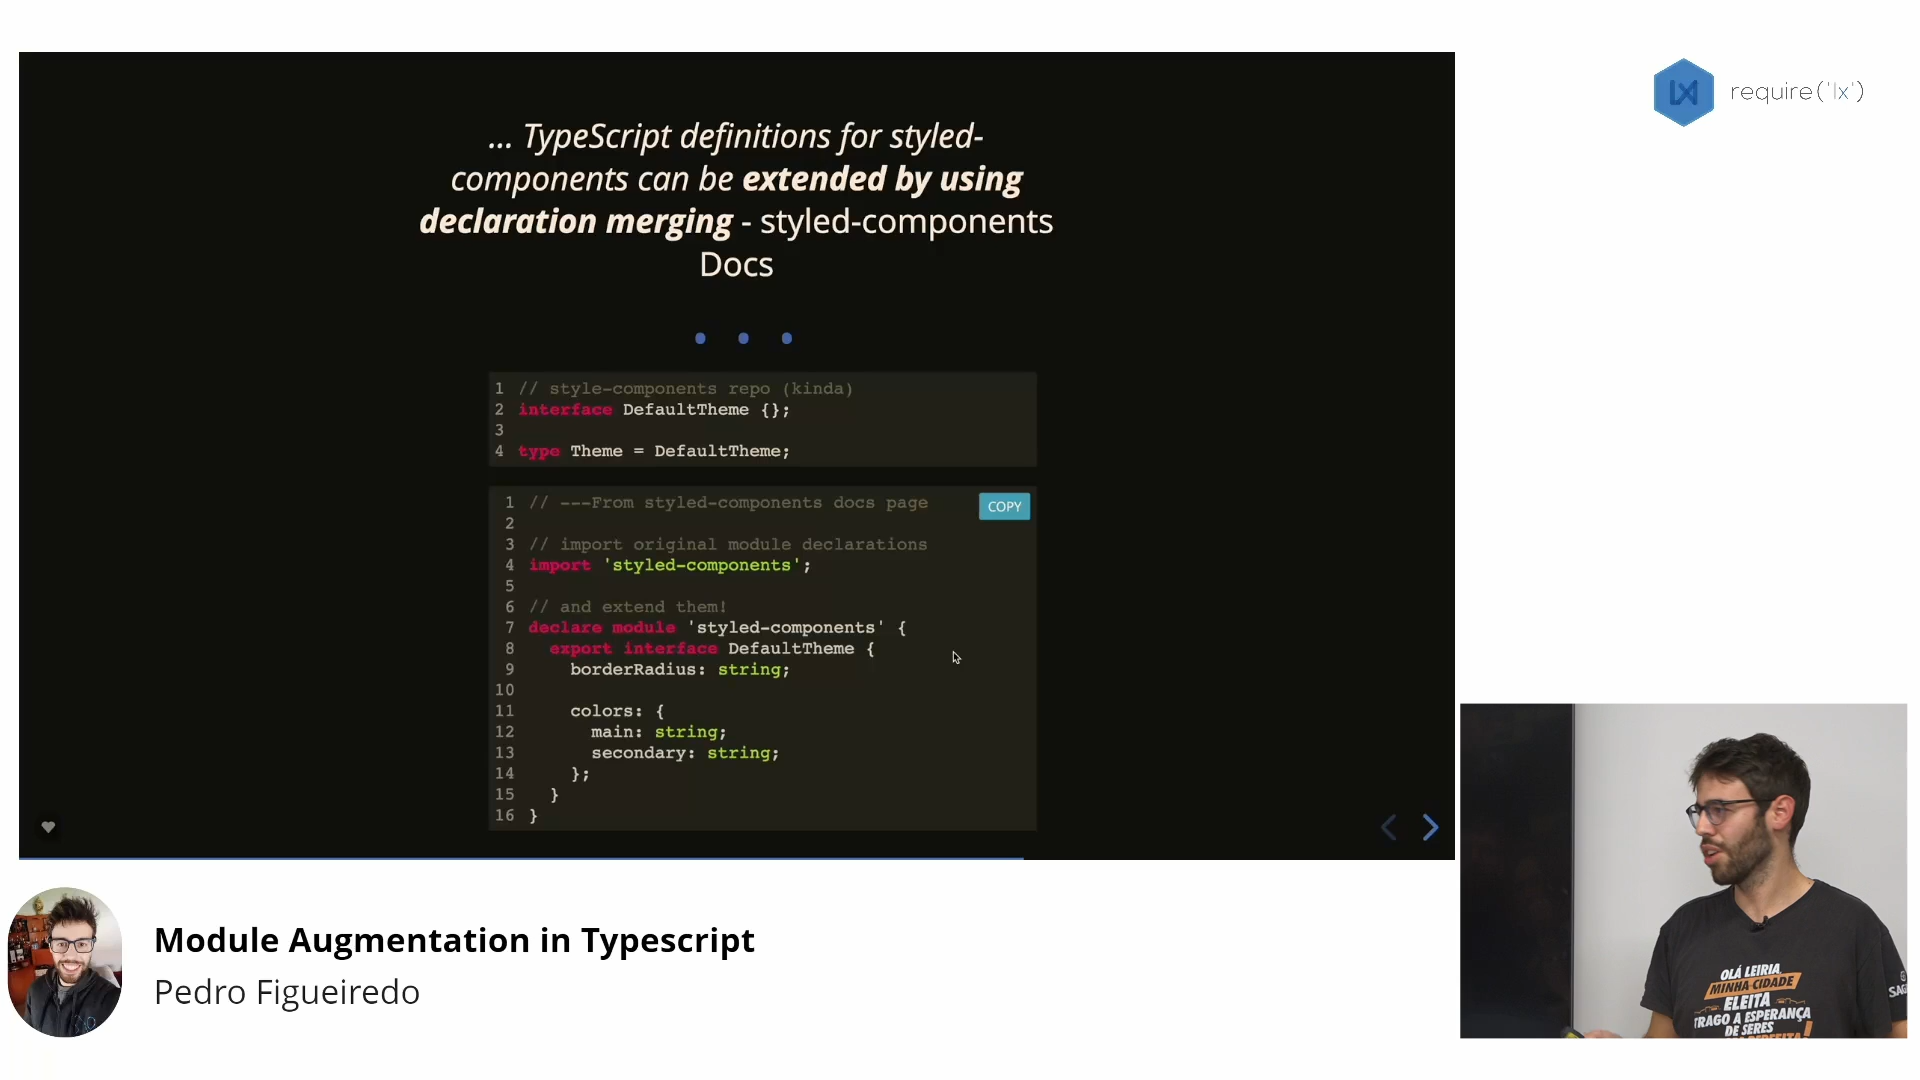 require('lx')
... TypeScript definitions for styled-
components can be extended by using
declaration merging - styled-components
Docs
1 // style-components repo (kinda)
2 interface DefaultTheme {};
3
4 type Theme = DefaultTheme;
1 // ---From styled-components docs page
COPY
2
3 // import original module declarations
4 import 'styled-components';
5
6 // and extend them!
7 declare module 'styled-components' {
8 export interface DefaultTheme {
9 borderRadius: string;
10
11 colors: {
12 main: string;
13 secondary: string;
14 };
15 }
16 }
OLÁ LEIRIA,
MINHA CIDADE
ELEITA
TRAGO A ESPERANÇA
DE SERES
Module Augmentation in Typescript
Pedro Figueiredo